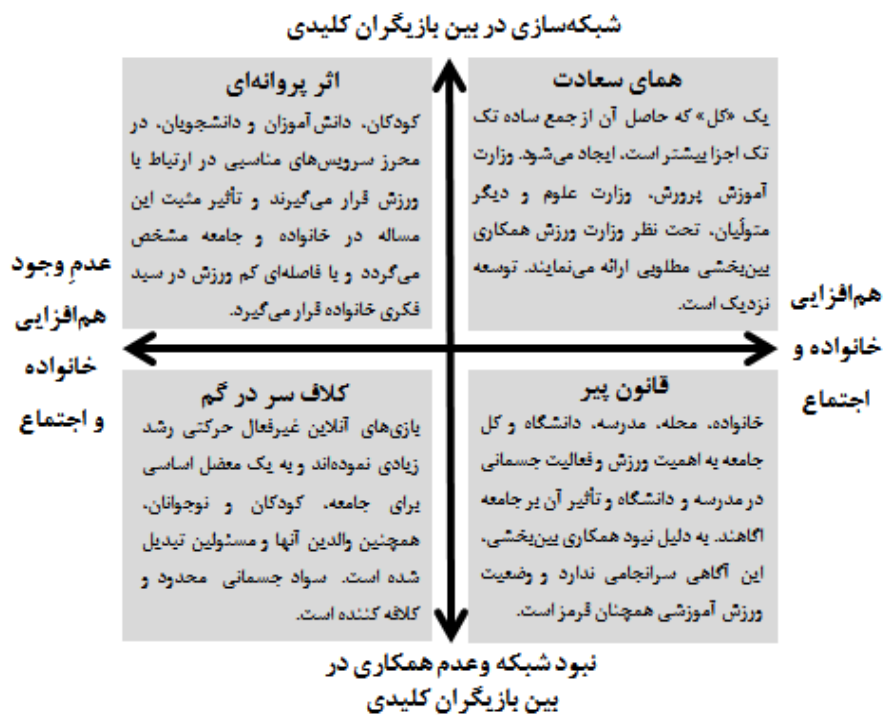 شبکه‌سازی در بین بازیگران کلیدی
همای سعادت
یک «کل» که حاصل آن از جمع ساده تک
تک اجزا بیشتر است، ایجاد می‌شود. وزارت
آموزش پرورش، وزارت علوم و دیگر
متولّیان، تحت نظر وزارت ورزش همکاری
بین‌بخشی مطلوبی ارائه می‌نمایند. توسعه
نزدیک است.
اثر پروانه‌ای
کودکان، دانش‌آموزان و دانشجویان، در
محرز سرویس‌های مناسبی در ارتباط با
ورزش قرار می‌گیرند و تأثیر مثبت این
مساله در خانواده و جامعه مشخص
می‌گردد و با فاصله‌ای کم ورزش در سبد
فکری خانواده قرار می‌گیرد.
هم‌افزایی
خانواده و
اجتماع
عدمِ وجود
هم‌افزایی
خانواده
و اجتماع
قانون پیر
خانواده، محله، مدرسه، دانشگاه و کل
جامعه به اهمیت ورزش و فعالیت جسمانی
در مدرسه و دانشگاه و تأثیر آن بر جامعه
اگاهند. به دلیل نبود همکاری بین‌بخشی،
این آگاهی سرانجامی ندارد و وضعیت
ورزش آموزشی همچنان قرمز است.
کلاف سر در گم
بازی‌های آنلاین غیرفعال حرکتی رشد
زیادی نموده‌اند و به یک معضل اساسی
برای جامعه، کودکان و نوجوانان،
همچنین والدین آنها و مسئولین تبدیل
شده است. سواد جسمانی محدود و
کلافه کننده است.
نبود شبکه وعدم همکاری در
بین بازیگران کلیدی